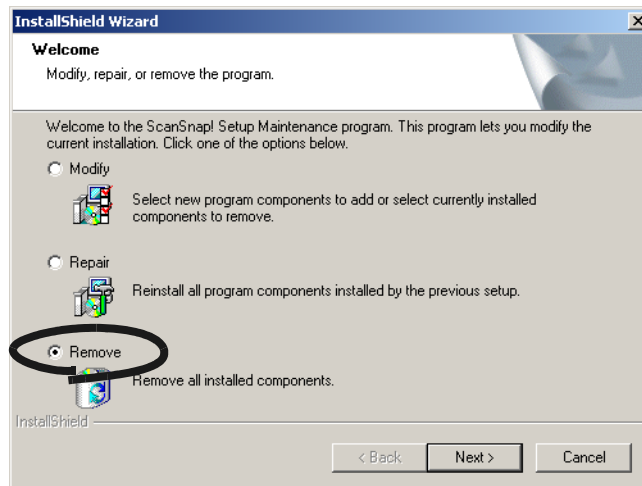 InstallShield Wizard
Welcome
Modify, repair, or remove the program.
Welcome to the ScanSnap! Setup Maintenance program. This program lets you modify the
current installation. Click one of the options below.
Modify
Select new program components to add or select currently installed
components to remove.
Repair
Reinstall all program components installed by the previous setup.
Remove
Remove all installed components.
InstallShield
< Back Next > Cancel